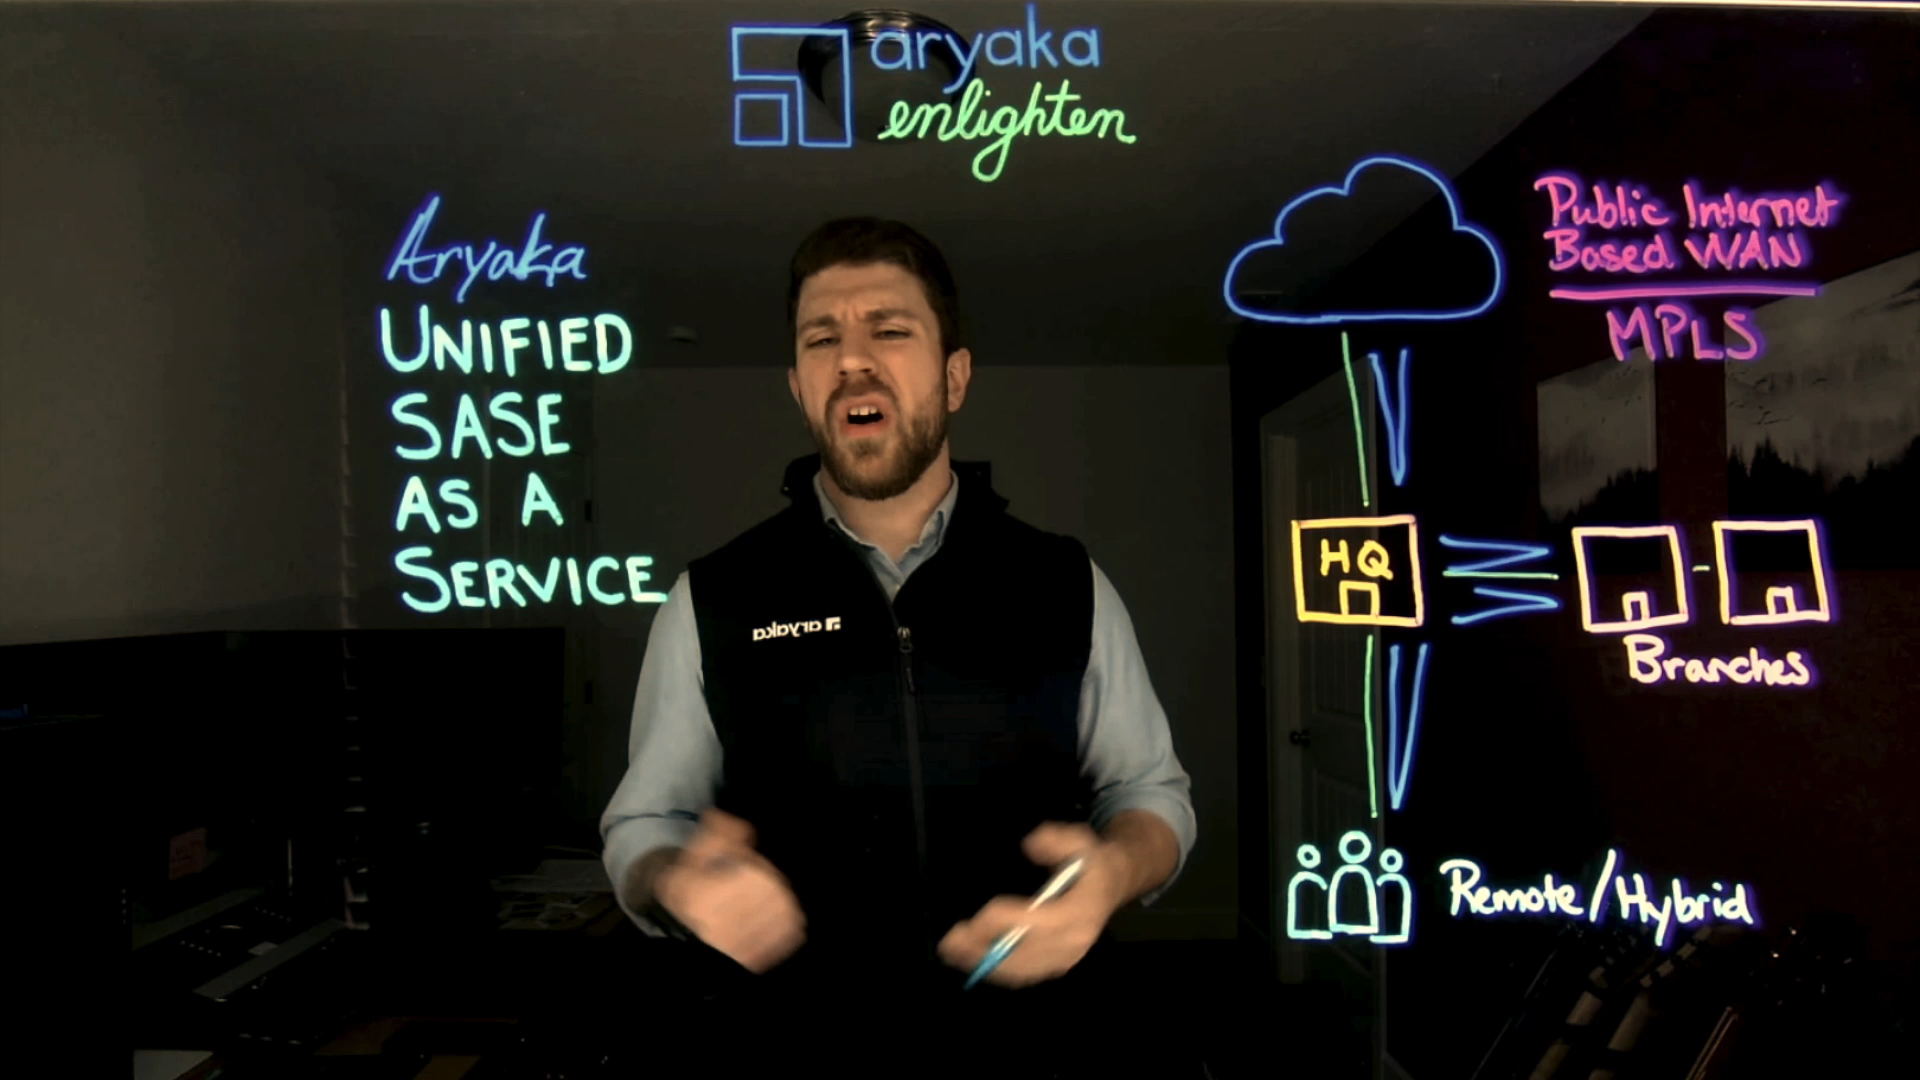 aryaka
enlighten
Aryaka
UNIFIED
SASE
AS A
SERVICE
aryaka
Public Internet
Based WAN
MPLS
HQ
Branches
Remote/Hybrid